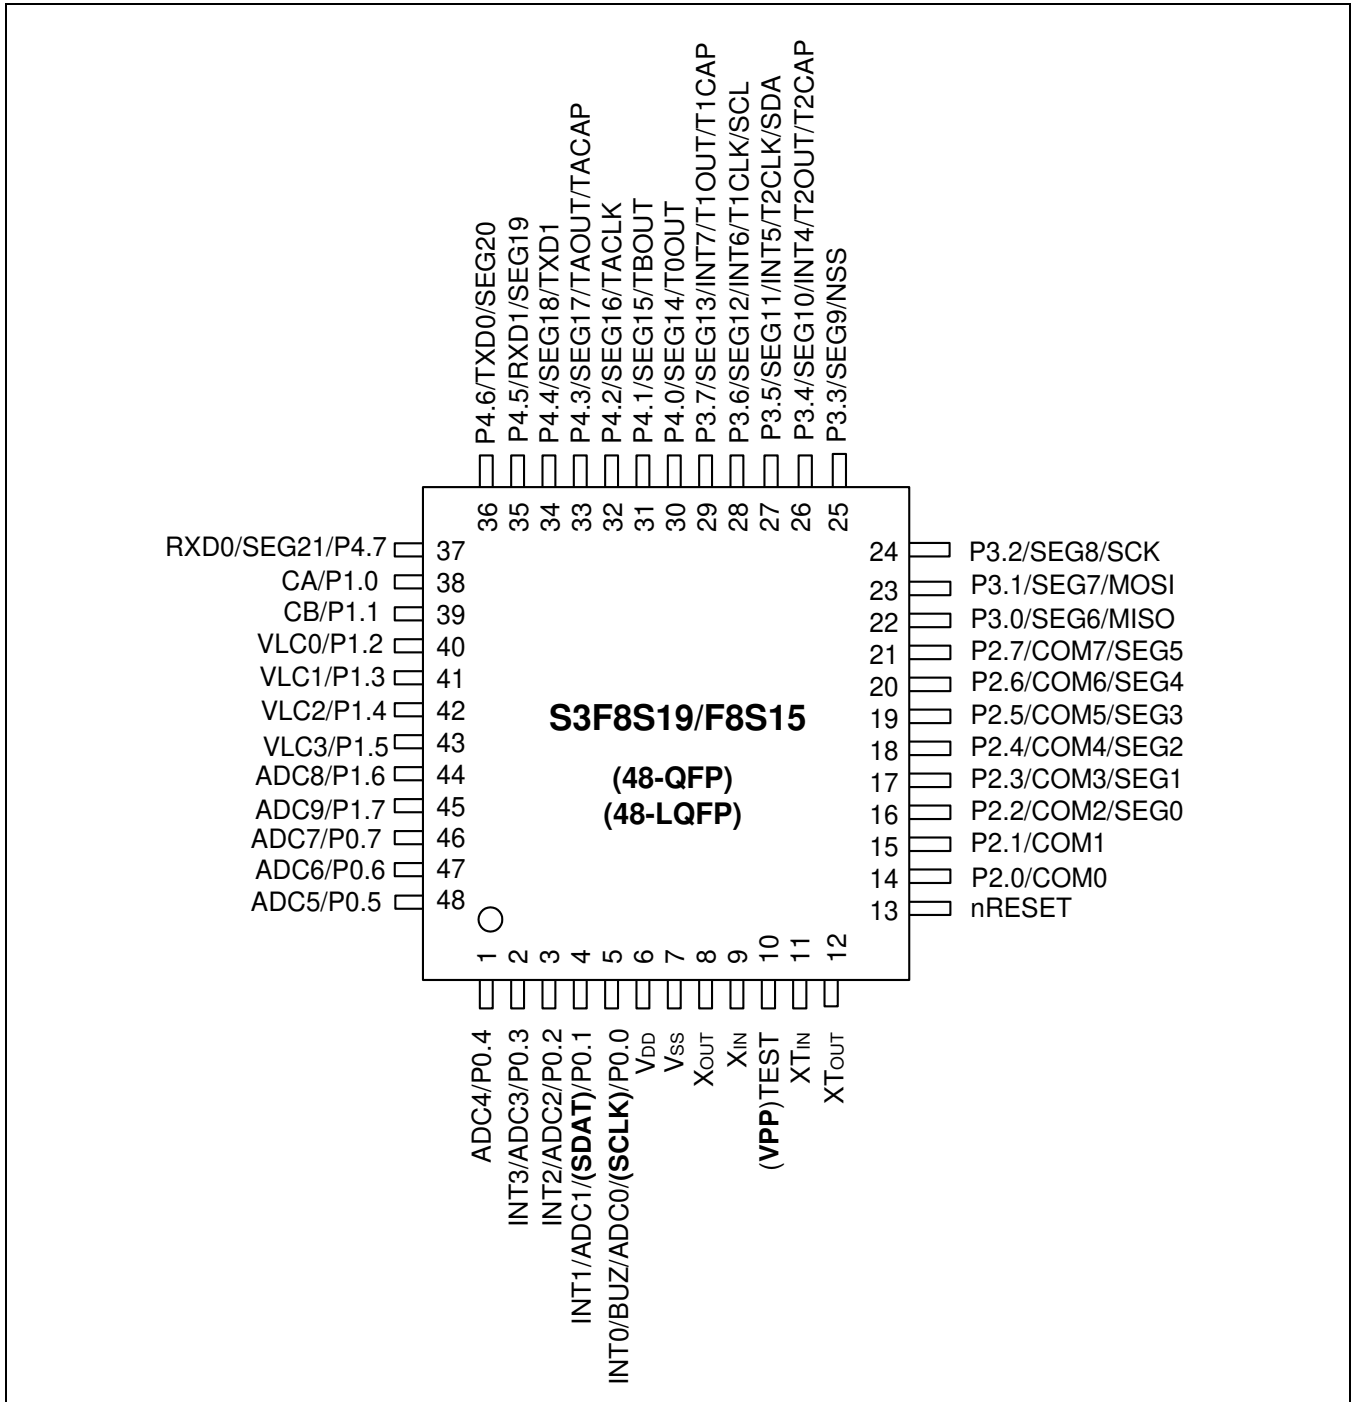 P4.6/TXD0/SEG20
P4.5/RXD1/SEG19
P4.4/SEG18/TXD1
P4.3/SEG17/TAOUT/TACAP
P4.2/SEG16/TACLK
P4.1/SEG15/TBOUT
P4.0/SEG14/T0OUT
P3.7/SEG13/INT7/T1OUT/T1CAP
P3.6/SEG12/INT6/T1CLK/SCL
P3.5/SEG11/INT5/T2CLK/SDA
P3.4/SEG10/INT4/T2OUT/T2CAP
P3.3/SEG9/NSS
36 35 34 33 32 31 30 29 28 27 26 25
RXD0/SEG21/P4.7 37
CA/P1.0 38
CB/P1.1 39
VLC0/P1.2 40
VLC1/P1.3 41
VLC2/P1.4 42
VLC3/P1.5 43
ADC8/P1.6 44
ADC9/P1.7 45
ADC7/P0.7 46
ADC6/P0.6 47
ADC5/P0.5 48
S3F8S19/F8S15
(48-QFP)
(48-LQFP)
24 P3.2/SEG8/SCK
23 P3.1/SEG7/MOSI
22 P3.0/SEG6/MISO
21 P2.7/COM7/SEG5
20 P2.6/COM6/SEG4
19 P2.5/COM5/SEG3
18 P2.4/COM4/SEG2
17 P2.3/COM3/SEG1
16 P2.2/COM2/SEG0
15 P2.1/COM1
14 P2.0/COM0
13 nRESET
1 2 3 4 5 6 7 8 9 10 11 12
ADC4/P0.4
INT3/ADC3/P0.3
INT2/ADC2/P0.2
INT1/ADC1/(SDAT)/P0.1
INT0/BUZ/ADC0/(SCLK)/P0.0
VDD
VSS
XOUT
XIN
(VPP)TEST
XTIN
XTOUT